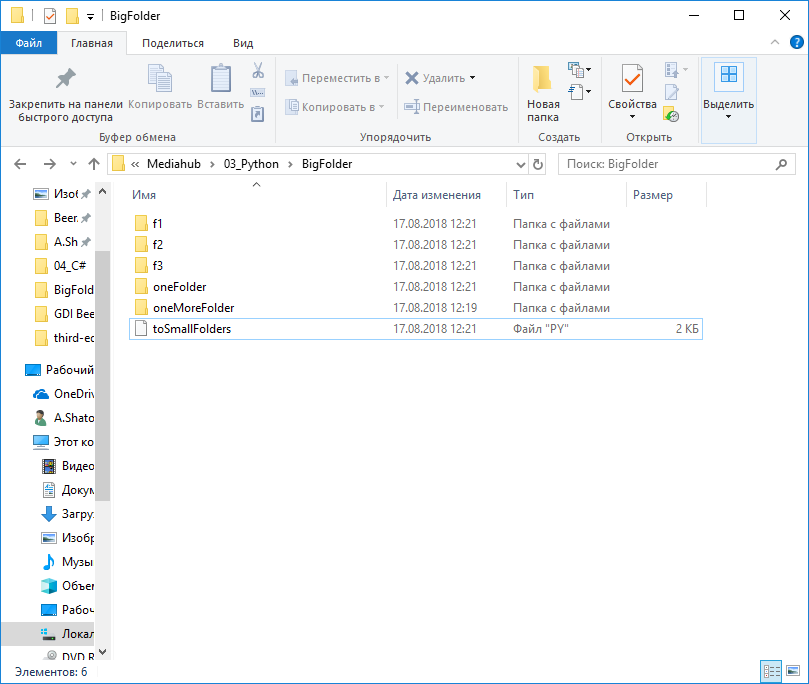 BigFolder
Файл Главная Поделиться Вид
Закрепить на панели быстрого доступа
Копировать
Вставить
Переместить в
Копировать в
Удалить
Переименовать
Новая папка
Свойства
Выделить
Буфер обмена Упорядочить Создать Открыть
« Mediahub > 03_Python > BigFolder
Поиск: BigFolder
Имя Дата изменения Тип Размер
f1 17.08.2018 12:21 Папка с файлами
f2 17.08.2018 12:21 Папка с файлами
f3 17.08.2018 12:21 Папка с файлами
oneFolder 17.08.2018 12:21 Папка с файлами
oneMoreFolder 17.08.2018 12:19 Папка с файлами
toSmallFolders 17.08.2018 12:21 Файл "PY" 2 КБ
Изоб
Beer.
A.Sh
04_C#
BigFold
GDI Bee
third-ec
Рабочий
OneDriv
A.Shato
Этот ко
Видео
Докум
Загру
Изобр
Музы
Объем
Рабоч
Локал
DVD R
Элементов: 6